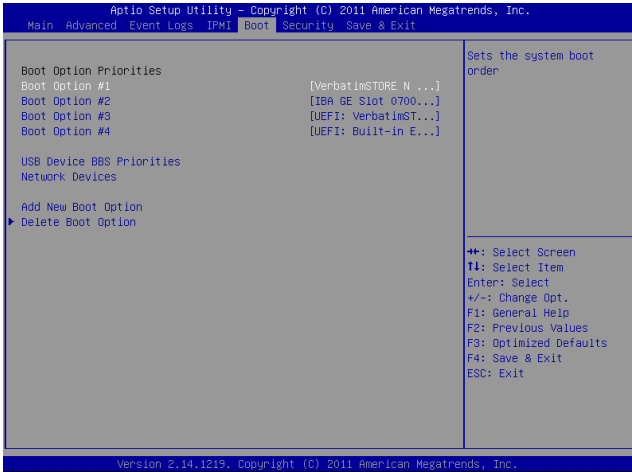 Aptio Setup Utility – Copyright (C) 2011 American Megatrends, Inc.
Main Advanced Event Logs IPMI Boot Security Save & Exit
Boot Option Priorities
Boot Option #1 [VerbatimSTORE N ...]
Boot Option #2 [IBA GE Slot 0700...]
Boot Option #3 [UEFI: VerbatimST...]
Boot Option #4 [UEFI: Built-in E...]
USB Device BBS Priorities
Network Devices
Add New Boot Option
Delete Boot Option
Sets the system boot
order
→←: Select Screen
↑↓: Select Item
Enter: Select
+/-: Change Opt.
F1: General Help
F2: Previous Values
F3: Optimized Defaults
F4: Save & Exit
ESC: Exit
Version 2.14.1219. Copyright (C) 2011 American Megatrends, Inc.